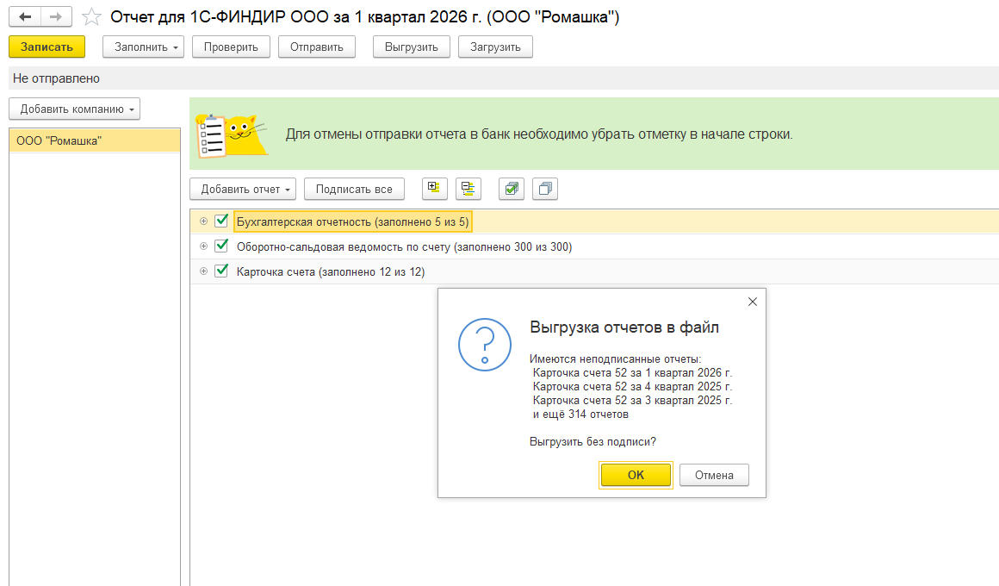 Отчет для 1С-ФИНДИР ООО за 1 квартал 2026 г. (ООО "Ромашка")
Записать
Заполнить
Проверить
Отправить
Выгрузить
Загрузить
Не отправлено
Добавить компанию
ООО "Ромашка"
Для отмены отправки отчета в банк необходимо убрать отметку в начале строки.
Добавить отчет
Подписать все
Бухгалтерская отчетность (заполнено 5 из 5)
Оборотно-сальдовая ведомость по счету (заполнено 300 из 300)
Карточка счета (заполнено 12 из 12)
Выгрузка отчетов в файл
Имеются неподписанные отчеты:
Карточка счета 52 за 1 квартал 2026 г.
Карточка счета 52 за 4 квартал 2025 г.
Карточка счета 52 за 3 квартал 2025 г.
и ещё 314 отчетов
Выгрузить без подписи?
ОК
Отмена